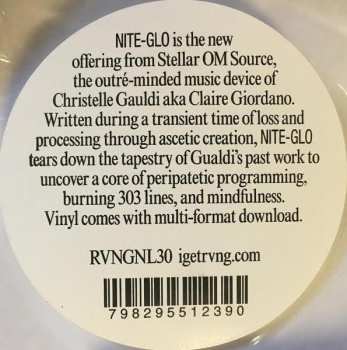 NITE-GLO is the new
offering from Stellar OM Source,
the outré-minded music device of
Christelle Gauldi aka Claire Giordano.
Written during a transient time of loss and
processing through ascetic creation, NITE-GLO
tears down the tapestry of Gualdi's past work to
uncover a core of peripatetic programming,
burning 303 lines, and mindfulness.
Vinyl comes with multi-format download.
RVNGNL30 igetrvng.com
798295512390